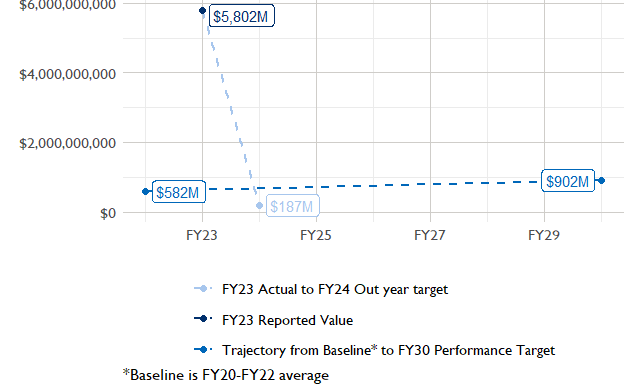 $6,000,000,000
$5,802M
$4,000,000,000
$2,000,000,000
$582M
$902M
$187M
$0
FY23 FY25 FY27 FY29
FY23 Actual to FY24 Out year target
FY23 Reported Value
Trajectory from Baseline* to FY30 Performance Target
*Baseline is FY20-FY22 average